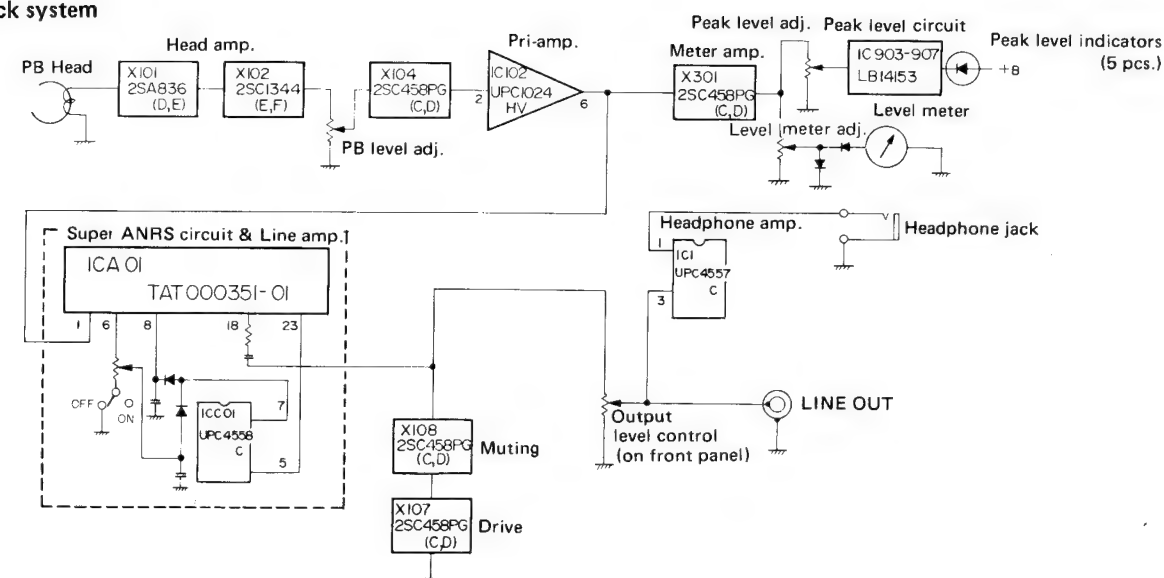 ck system
Head amp.
Pri-amp.
Peak level adj.
Peak level circuit
Peak level indicators
(5 pcs.)
PB Head
X101
2SA836
(D,E)
X102
2SC1344
(E,F)
X104
2SC458PG
(C,D)
2
IC102
UPC1024
HV
6
Meter amp.
X301
2SC458PG
(C,D)
IC903-907
LB14153
+B
PB level adj.
Level meter adj.
Level meter
Super ANRS circuit & Line amp.
ICA 01
TAT000351-01
1
6
8
18
23
OFF
ON
ICC01
UPC4558
C
7
5
Headphone amp.
1
IC1
UPC4557
C
3
Headphone jack
X108
2SC458PG
(C,D)
Muting
X107
2SC458PG
(C,D)
Drive
Output
level control
(on front panel)
LINE OUT